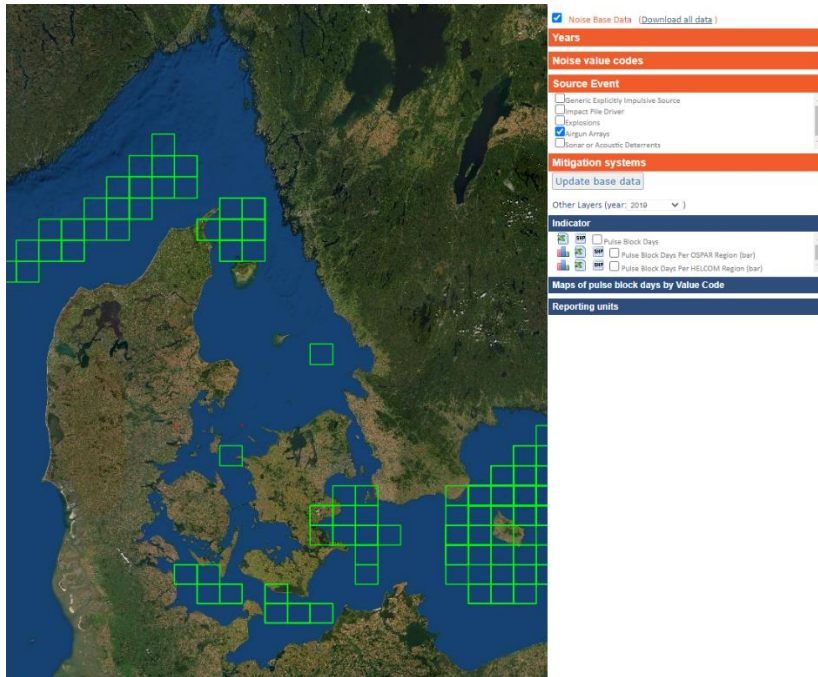 Noise Base Data (Download all data )
Years
Noise value codes
Source Event
Generic Explicitly Impulsive Source
Impact Pile Driver
Explosions
Airgun Arrays
Sonar or Acoustic Deterrents
Mitigation systems
Update base data
Other Layers (year: 2019 )
Indicator
SHP Pulse Block Days
SHP Pulse Block Days Per OSPAR Region (bar)
SHP Pulse Block Days Per HELCOM Region (bar)
Maps of pulse block days by Value Code
Reporting units